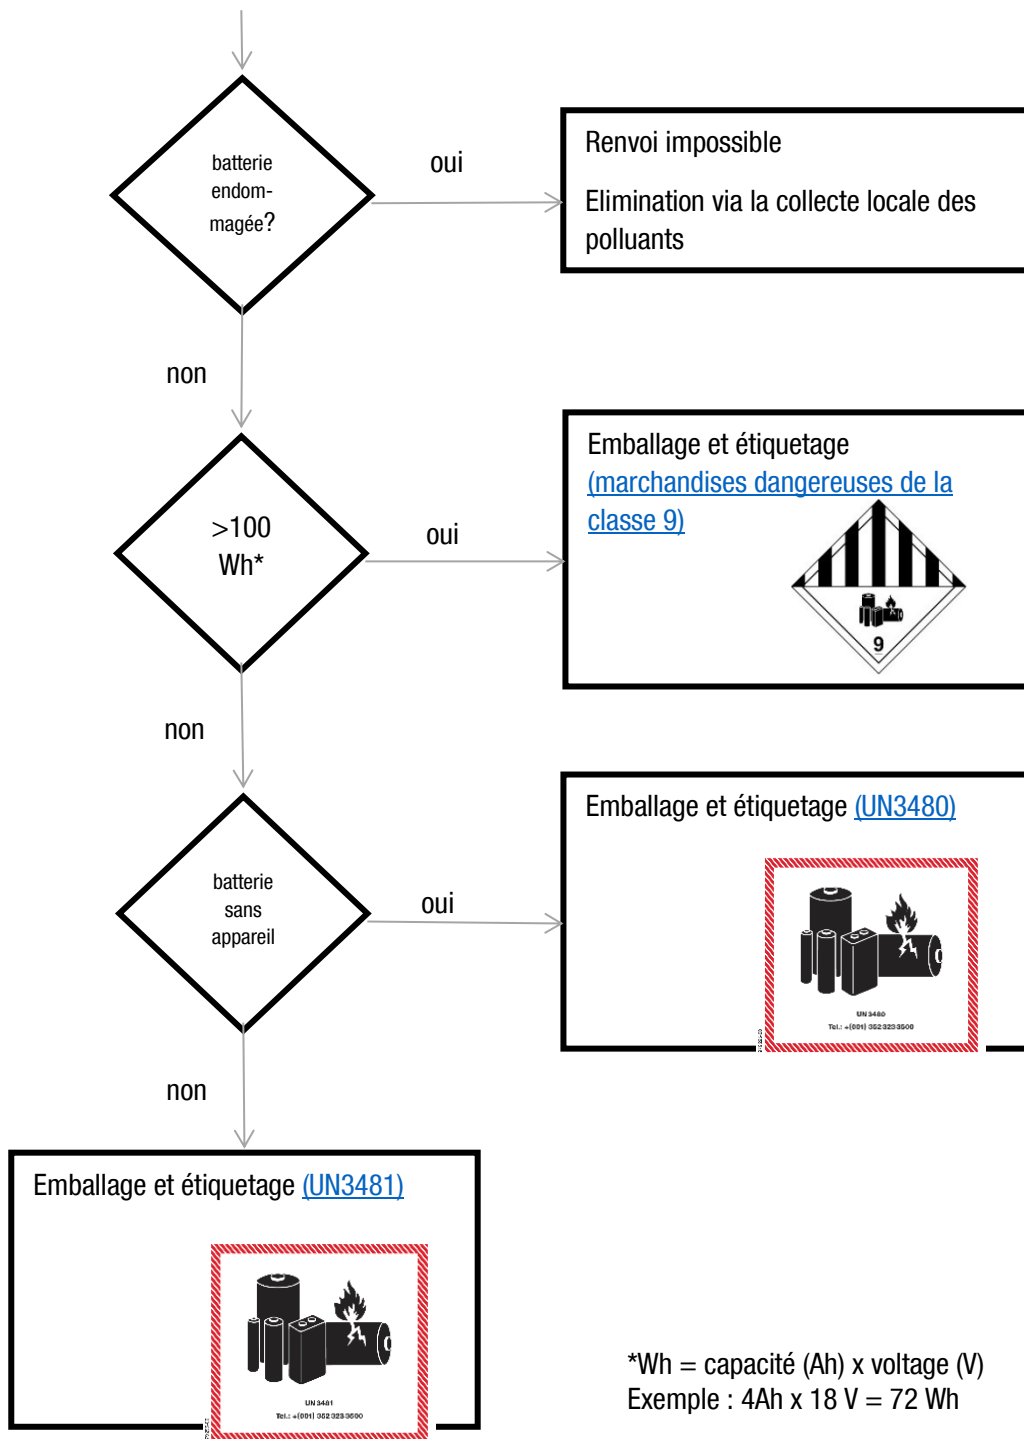 batterie
endom-
magée?
oui
Renvoi impossible
Elimination via la collecte locale des
polluants
non
>100
Wh*
oui
Emballage et étiquetage
(marchandises dangereuses de la
classe 9)
9
non
batterie
sans
appareil
oui
Emballage et étiquetage (UN3480)
UN 3480
Tel.: +(001) 352 323 3500
non
Emballage et étiquetage (UN3481)
UN 3481
Tel.: +(001) 352 323 3500
*Wh = capacité (Ah) x voltage (V)
Exemple : 4Ah x 18 V = 72 Wh